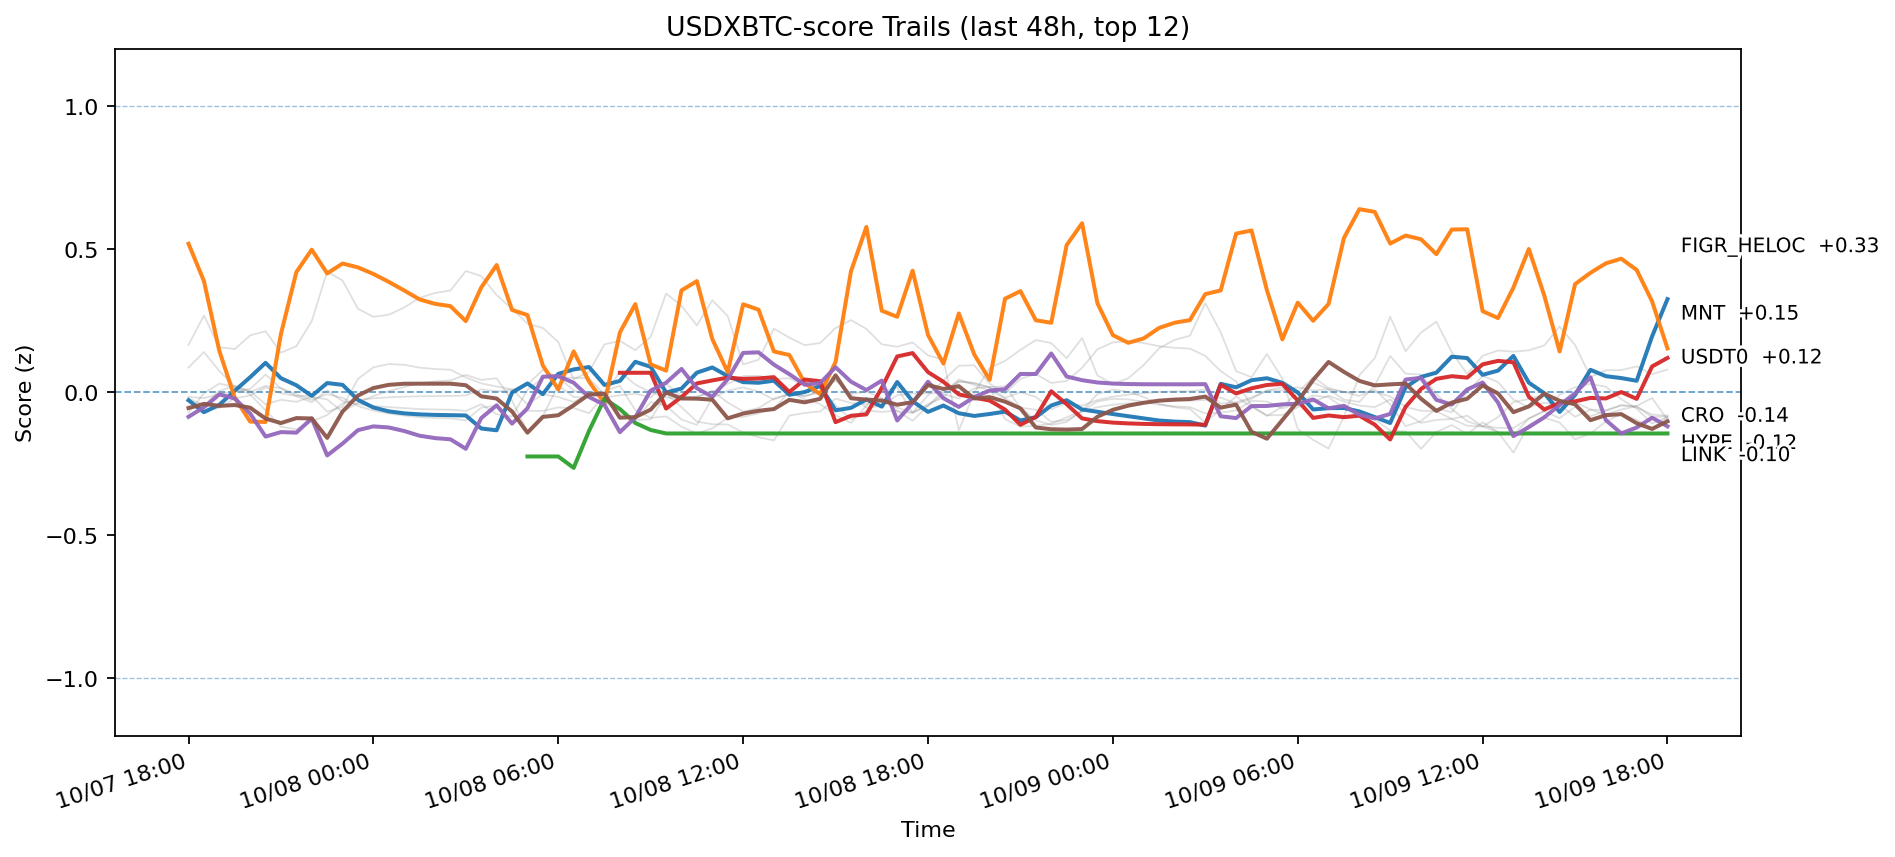 USDXBTC-score Trails (last 48h, top 12)
Score (z)
1.0
0.5
0.0
−0.5
−1.0
FIGR_HELOC +0.33
MNT +0.15
USDT0 +0.12
CRO -0.14
HYPE -0.12
LINK -0.10
10/07 18:00
10/08 00:00
10/08 06:00
10/08 12:00
10/08 18:00
10/09 00:00
10/09 06:00
10/09 12:00
10/09 18:00
Time